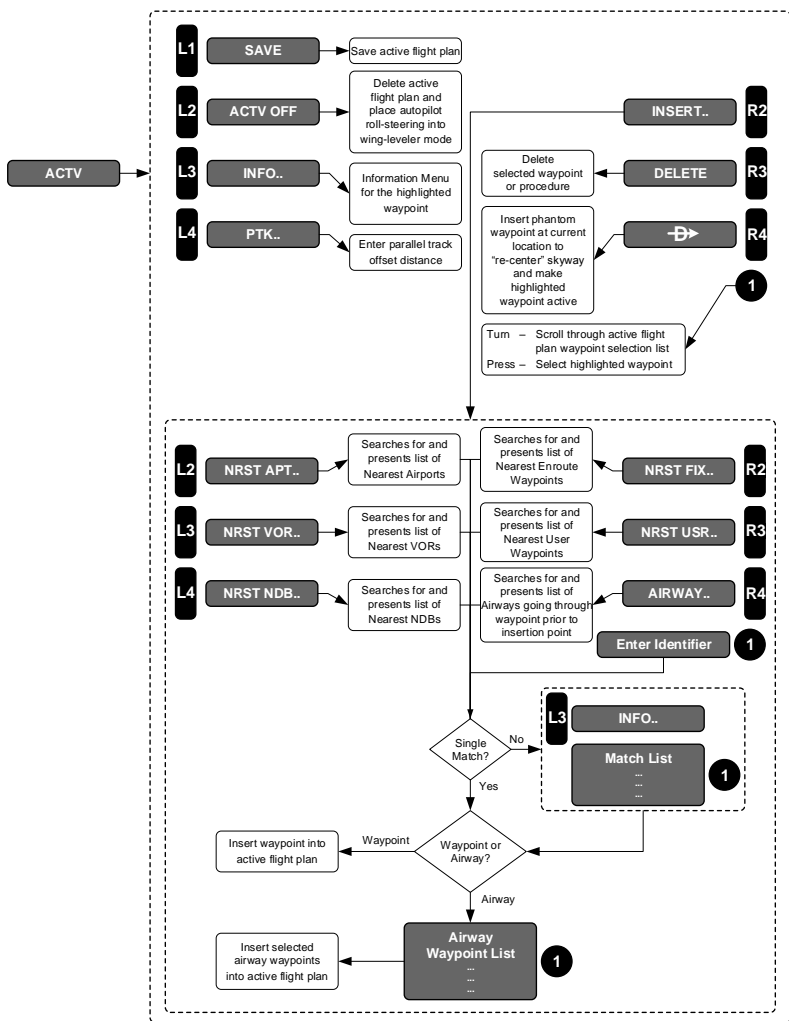 ACTV
L1
SAVE
Save active flight plan
L2
ACTV OFF
Delete active
flight plan and
place autopilot
roll-steering into
wing-leveler mode
L3
INFO..
Information Menu
for the highlighted
waypoint
L4
PTK..
Enter parallel track
offset distance
INSERT..
R2
Delete
selected waypoint
or procedure
DELETE
R3
Insert phantom
waypoint at current
location to
“re-center” skyway
and make
highlighted
waypoint active
D
R4
1
Turn – Scroll through active flight
plan waypoint selection list
Press – Select highlighted waypoint
L2
NRST APT..
Searches for and
presents list of
Nearest Airports
Searches for and
presents list of
Nearest Enroute
Waypoints
NRST FIX..
R2
L3
NRST VOR..
Searches for and
presents list of
Nearest VORs
Searches for and
presents list of
Nearest User
Waypoints
NRST USR..
R3
L4
NRST NDB..
Searches for and
presents list of
Nearest NDBs
Searches for and
presents list of
Airways going through
waypoint prior to
insertion point
AIRWAY..
R4
Enter Identifier
1
Single
Match?
No
Yes
L3
INFO..
Match List
...
...
...
1
Waypoint or
Airway?
Waypoint
Insert waypoint into
active flight plan
Airway
Airway
Waypoint List
...
...
...
1
Insert selected
airway waypoints
into active flight plan